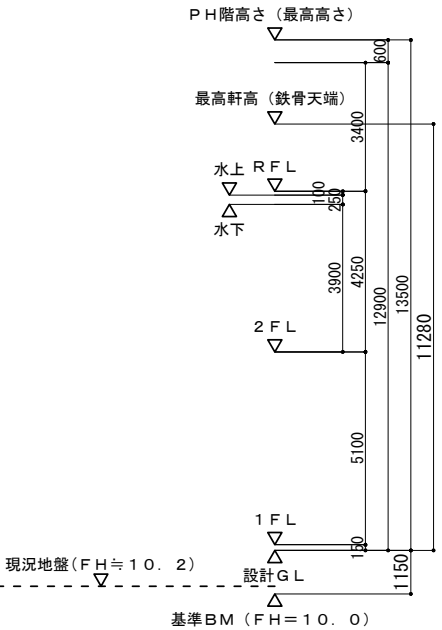 PH階高さ（最高高さ）
600
最高軒高（鉄骨天端）
3400
水上 RFL
100
250
水下
3900
4250
12900
13500
11280
2FL
5100
1FL
150
現況地盤(FH≒10.2)
設計GL
1150
基準BM（FH=10.0）